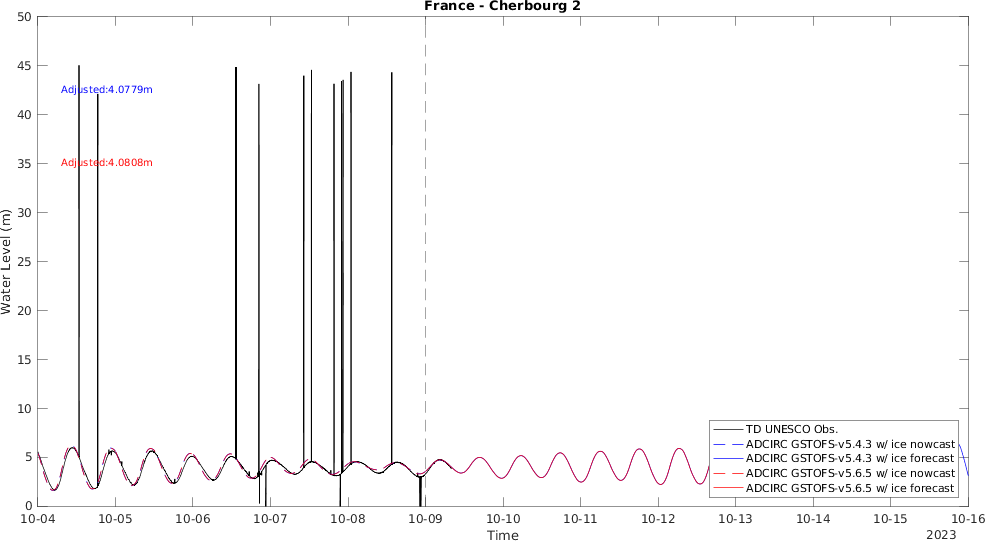 France - Cherbourg 2
50
45
40
35
30
25
20
15
10
5
0
Water Level (m)
Adjusted:4.0779m
Adjusted:4.0808m
TD UNESCO Obs.
ADCIRC GSTOFS-v5.4.3 w/ ice nowcast
ADCIRC GSTOFS-v5.4.3 w/ ice forecast
ADCIRC GSTOFS-v5.6.5 w/ ice nowcast
ADCIRC GSTOFS-v5.6.5 w/ ice forecast
10-04 10-05 10-06 10-07 10-08 10-09 10-10 10-11 10-12 10-13 10-14 10-15 10-16
Time
2023